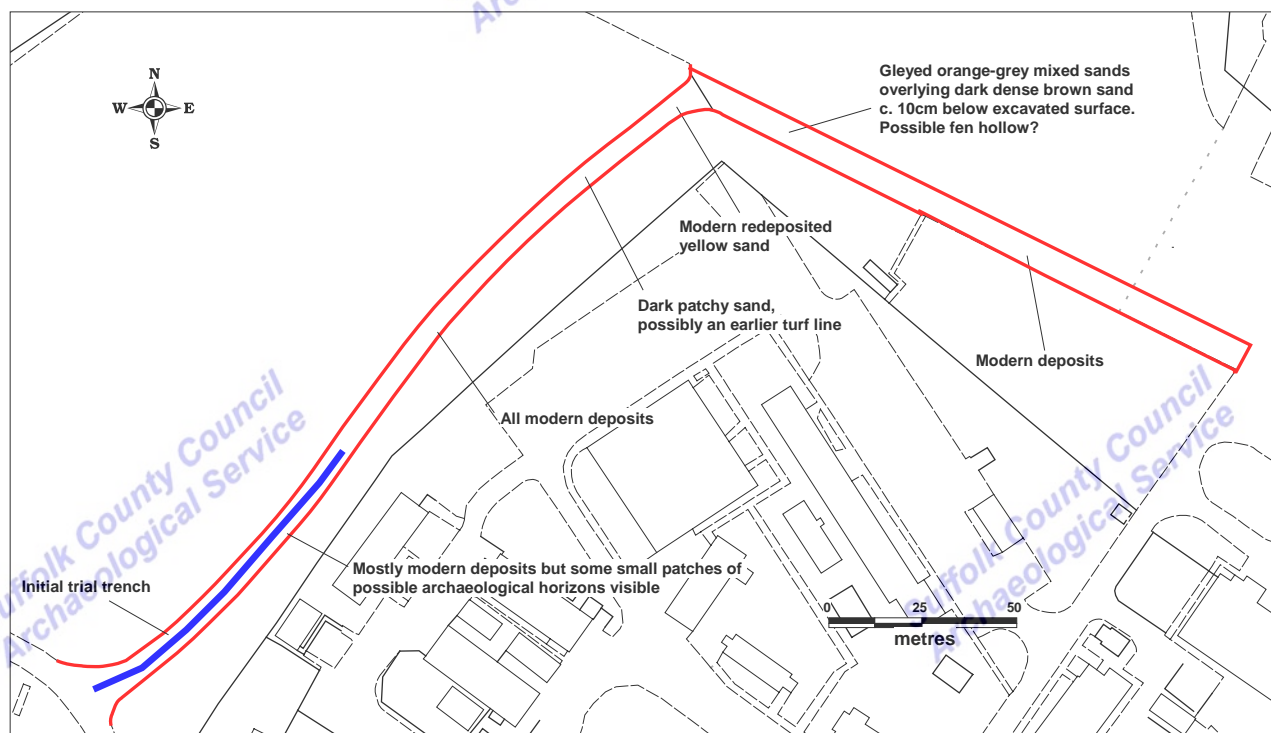 Archaeological Service
N
W E
S
Gleyed orange-grey mixed sands
overlying dark dense brown sand
c. 10cm below excavated surface.
Possible fen hollow?
Modern redeposited
yellow sand
Dark patchy sand,
possibly an earlier turf line
Modern deposits
All modern deposits
Suffolk County Council
Archaeological Service
Suffolk County Council
Archaeological Service
Mostly modern deposits but some small patches of
possible archaeological horizons visible
Initial trial trench
0 25 50
metres